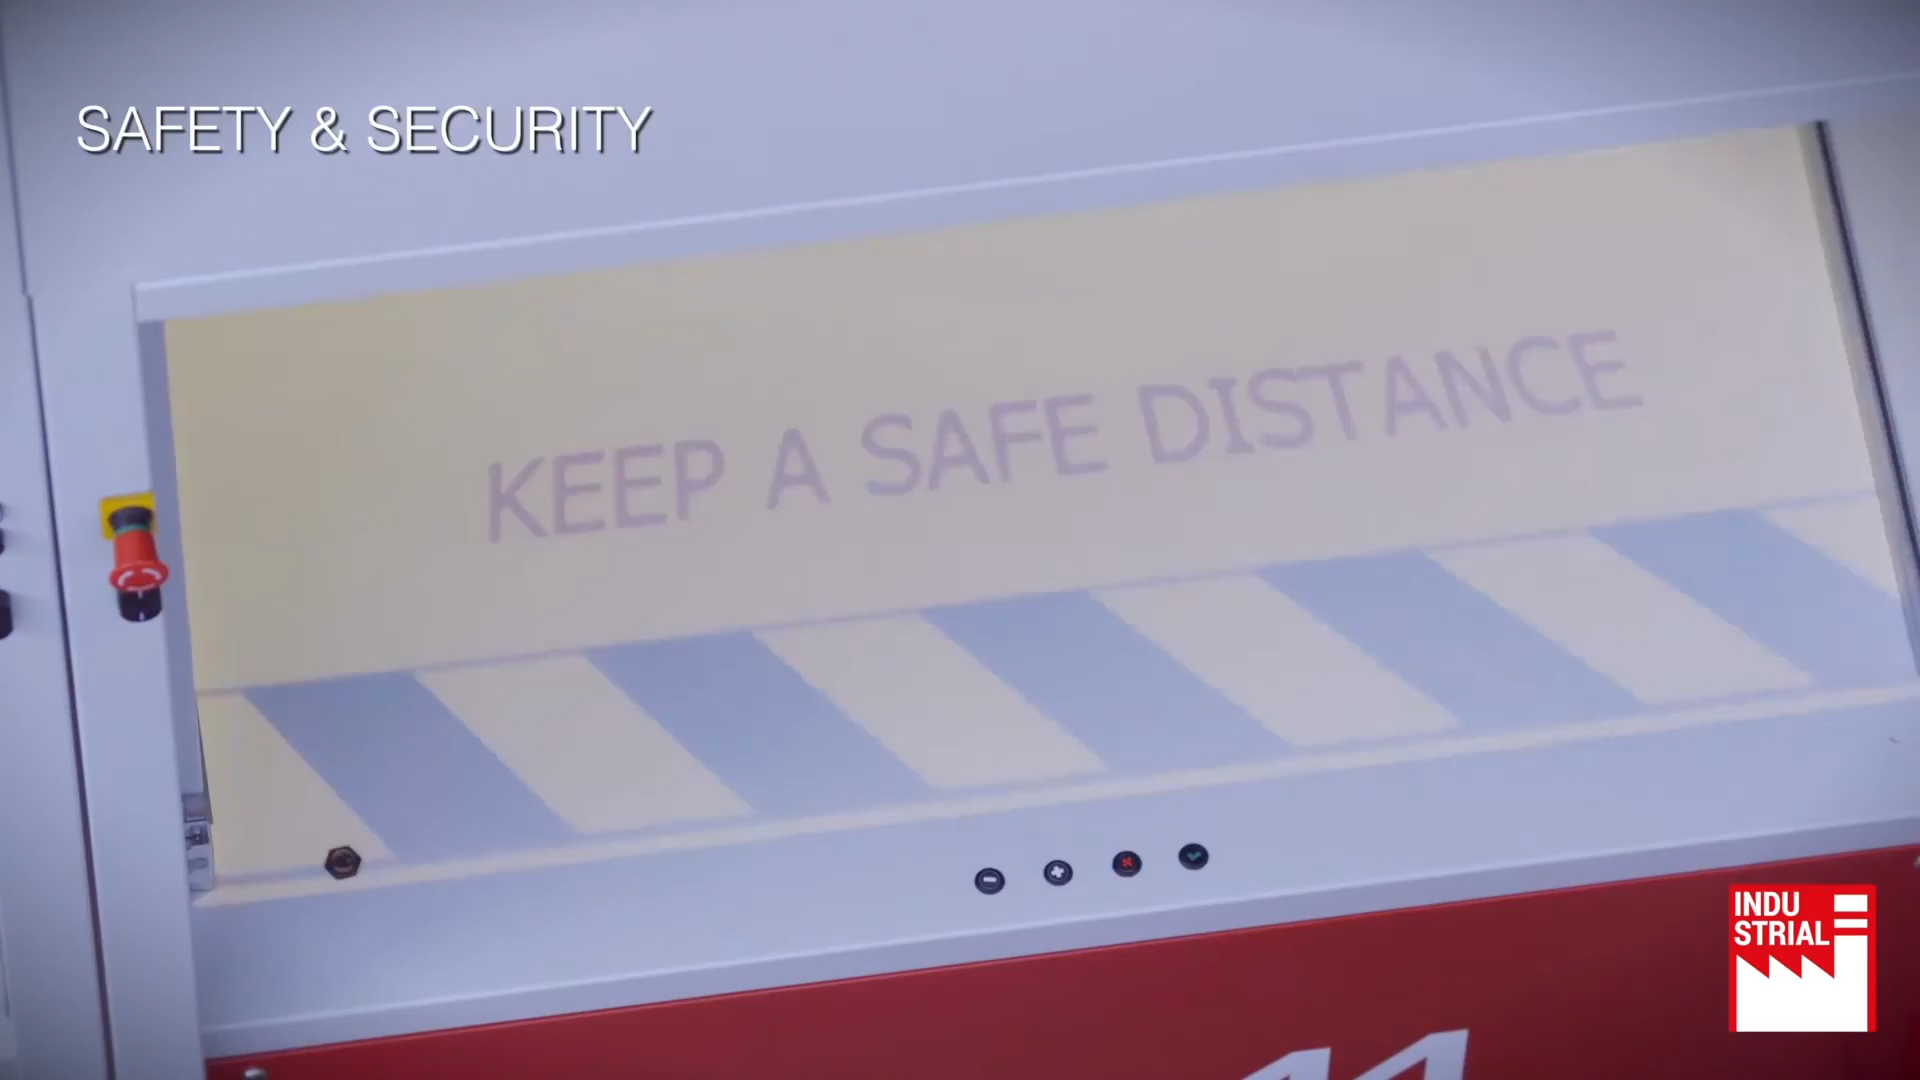 SAFETY & SECURITY
KEEP A SAFE DISTANCE
INDU
STRIAL